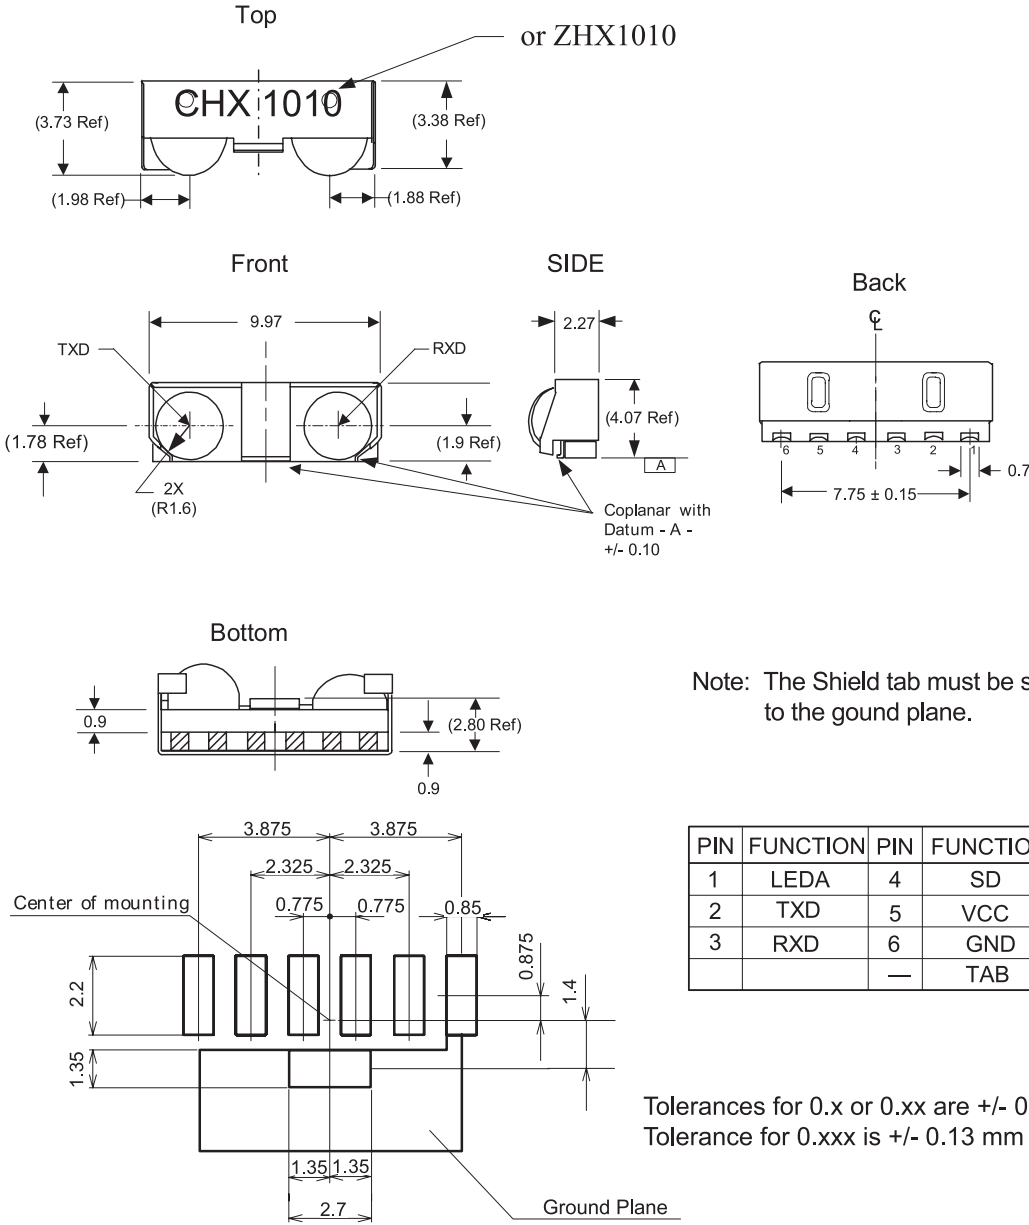 Top
or ZHX1010
CHX 1010
(3.73 Ref)
(3.38 Ref)
(1.98 Ref)
(1.88 Ref)
Front
SIDE
Back
9.97
2.27
℄
TXD
RXD
(1.78 Ref)
(1.9 Ref)
(4.07 Ref)
A
6 5 4 3 2 1
0.7
7.75 ± 0.15
2X
(R1.6)
Coplanar with
Datum - A -
+/- 0.10
Bottom
Note: The Shield tab must be s
to the gound plane.
0.9
(2.80 Ref)
0.9
3.875 3.875
2.325 2.325
Center of mounting
0.775 0.775 0.85
2.2
0.875
1.4
1.35
1.35 1.35
2.7
Ground Plane
PIN FUNCTION PIN FUNCTIO
1 LEDA 4 SD
2 TXD 5 VCC
3 RXD 6 GND
— TAB
Tolerances for 0.x or 0.xx are +/- 0
Tolerance for 0.xxx is +/- 0.13 mm